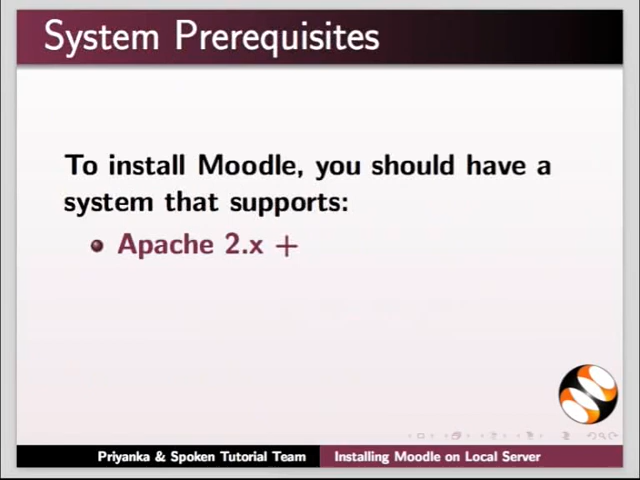 System Prerequisites
To install Moodle, you should have a
system that supports:
Apache 2.x +
Priyanka & Spoken Tutorial Team
Installing Moodle on Local Server